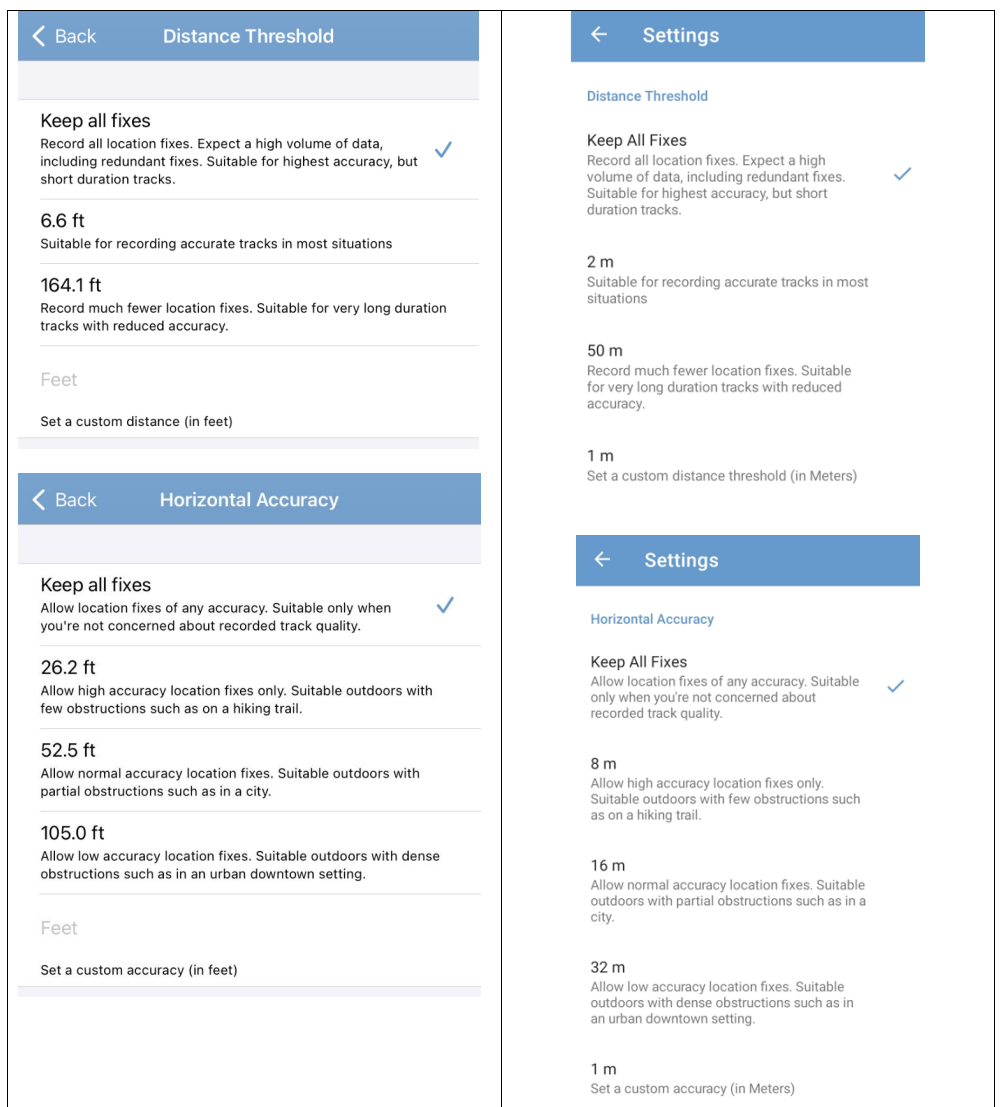 Back
Distance Threshold
Keep all fixes
Record all location fixes. Expect a high volume of data,
including redundant fixes. Suitable for highest accuracy, but
short duration tracks.
6.6 ft
Suitable for recording accurate tracks in most situations
164.1 ft
Record much fewer location fixes. Suitable for very long duration
tracks with reduced accuracy.
Feet
Set a custom distance (in feet)
Back
Horizontal Accuracy
Keep all fixes
Allow location fixes of any accuracy. Suitable only when
you're not concerned about recorded track quality.
26.2 ft
Allow high accuracy location fixes only. Suitable outdoors with
few obstructions such as on a hiking trail.
52.5 ft
Allow normal accuracy location fixes. Suitable outdoors with
partial obstructions such as in a city.
105.0 ft
Allow low accuracy location fixes. Suitable outdoors with dense
obstructions such as in an urban downtown setting.
Feet
Set a custom accuracy (in feet)
Settings
Distance Threshold
Keep All Fixes
Record all location fixes. Expect a high
volume of data, including redundant fixes.
Suitable for highest accuracy, but short
duration tracks.
2 m
Suitable for recording accurate tracks in most
situations
50 m
Record much fewer location fixes. Suitable
for very long duration tracks with reduced
accuracy.
1 m
Set a custom distance threshold (in Meters)
Settings
Horizontal Accuracy
Keep All Fixes
Allow location fixes of any accuracy. Suitable
only when you're not concerned about
recorded track quality.
8 m
Allow high accuracy location fixes only.
Suitable outdoors with few obstructions such
as on a hiking trail.
16 m
Allow normal accuracy location fixes. Suitable
outdoors with partial obstructions such as in a
city.
32 m
Allow low accuracy location fixes. Suitable
outdoors with dense obstructions such as in
an urban downtown setting.
1 m
Set a custom accuracy (in Meters)